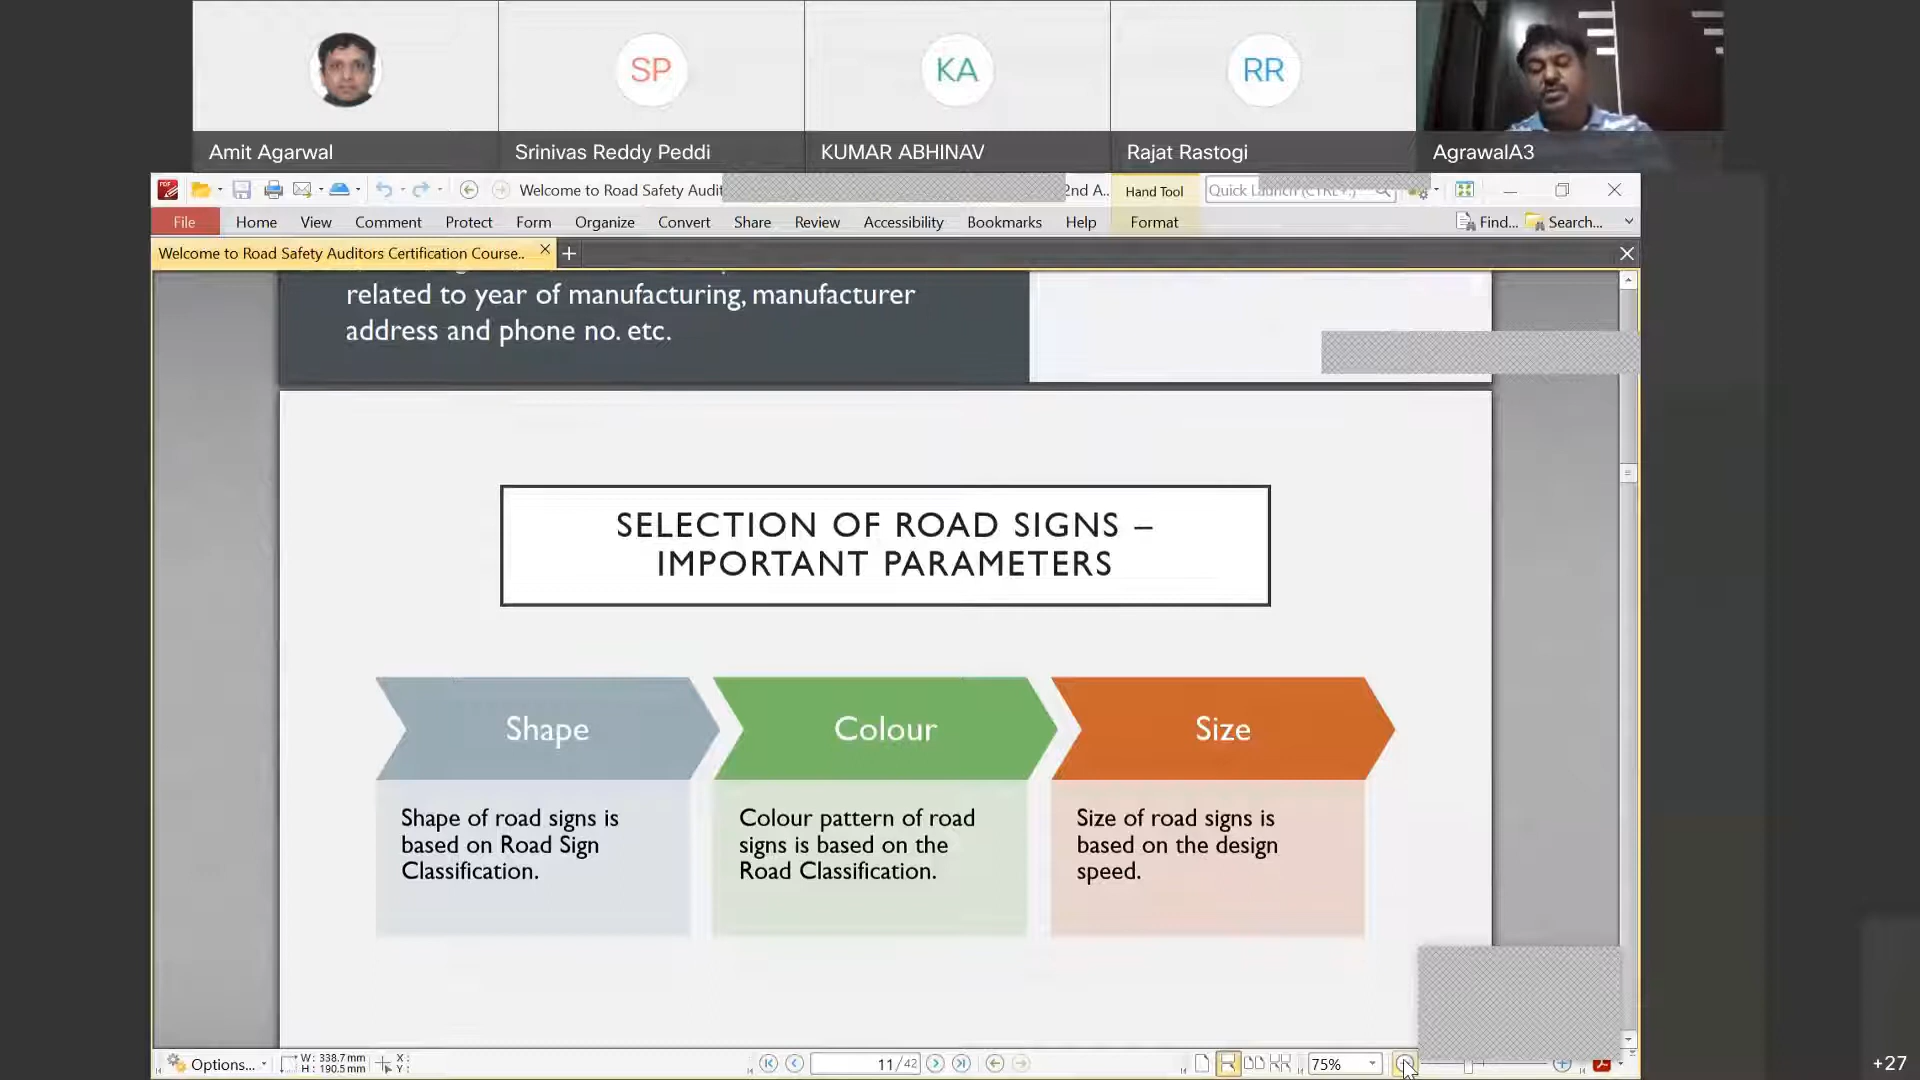 SP
KA
RR
Amit Agarwal
Srinivas Reddy Peddi
KUMAR ABHINAV
Rajat Rastogi
AgrawalA3
Welcome to Road Safety Audit
2nd A..
Hand Tool
Quick Launch
File
Home
View
Comment
Protect
Form
Organize
Convert
Share
Review
Accessibility
Bookmarks
Help
Format
Find...
Search...
Welcome to Road Safety Auditors Certification Course..
related to year of manufacturing, manufacturer
address and phone no. etc.
SELECTION OF ROAD SIGNS –
IMPORTANT PARAMETERS
Shape
Colour
Size
Shape of road signs is
based on Road Sign
Classification.
Colour pattern of road
signs is based on the
Road Classification.
Size of road signs is
based on the design
speed.
Options...
W: 338.7 mm
H: 190.5 mm
X:
Y:
11 / 42
75%
+27